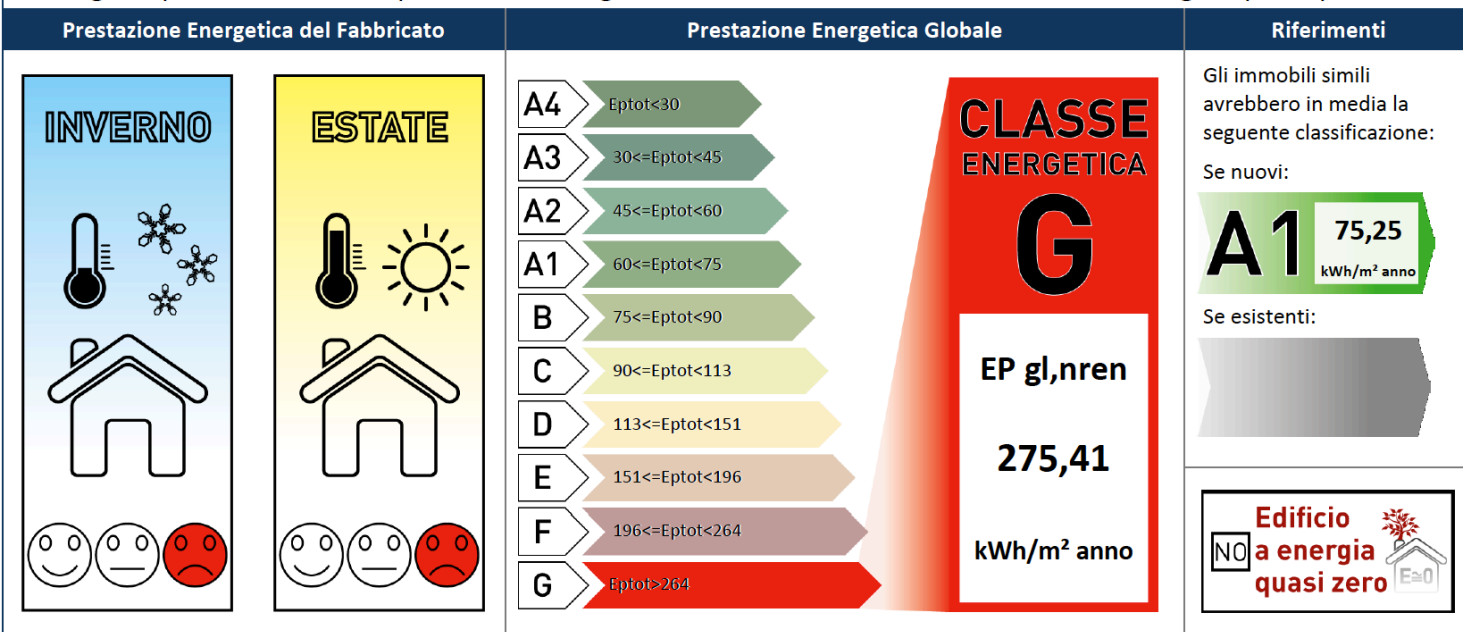 Prestazione Energetica del Fabbricato
Prestazione Energetica Globale
Riferimenti
INVERNO
ESTATE
A4 Eptot<30
A3 30<=Eptot<45
A2 45<=Eptot<60
A1 60<=Eptot<75
B 75<=Eptot<90
C 90<=Eptot<113
D 113<=Eptot<151
E 151<=Eptot<196
F 196<=Eptot<264
G Eptot>264
CLASSE
ENERGETICA
G
EP gl,nren
275,41
kWh/m² anno
Gli immobili simili
avrebbero in media la
seguente classificazione:
Se nuovi:
A1 75,25
kWh/m² anno
Se esistenti:
Edificio
NO a energia
quasi zero E≅0